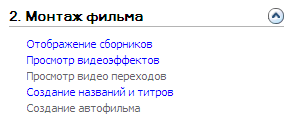 2. Монтаж фильма
Отображение сборников
Просмотр видеоэффектов
Просмотр видео переходов
Создание названий и титров
Создание автофильма